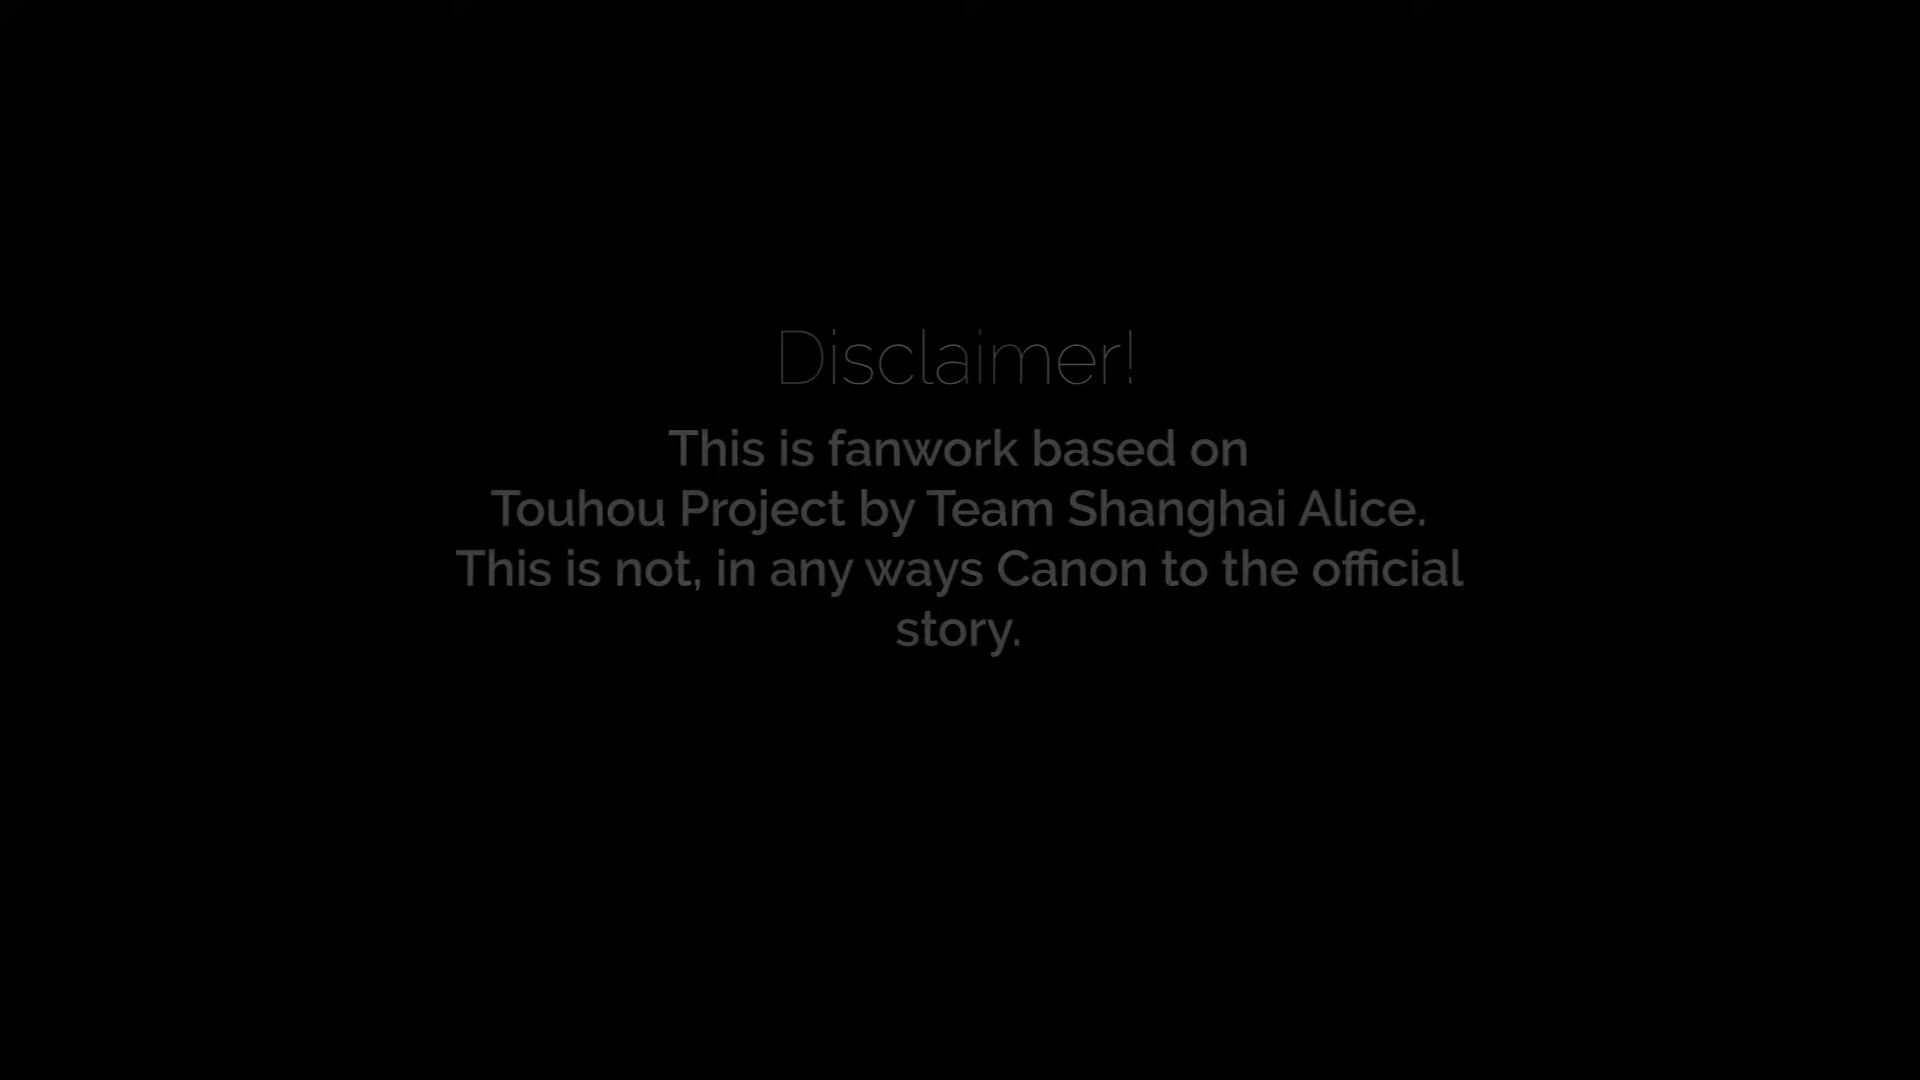 Disclaimer!
This is fanwork based on
Touhou Project by Team Shanghai Alice.
This is not, in any ways Canon to the official
story.